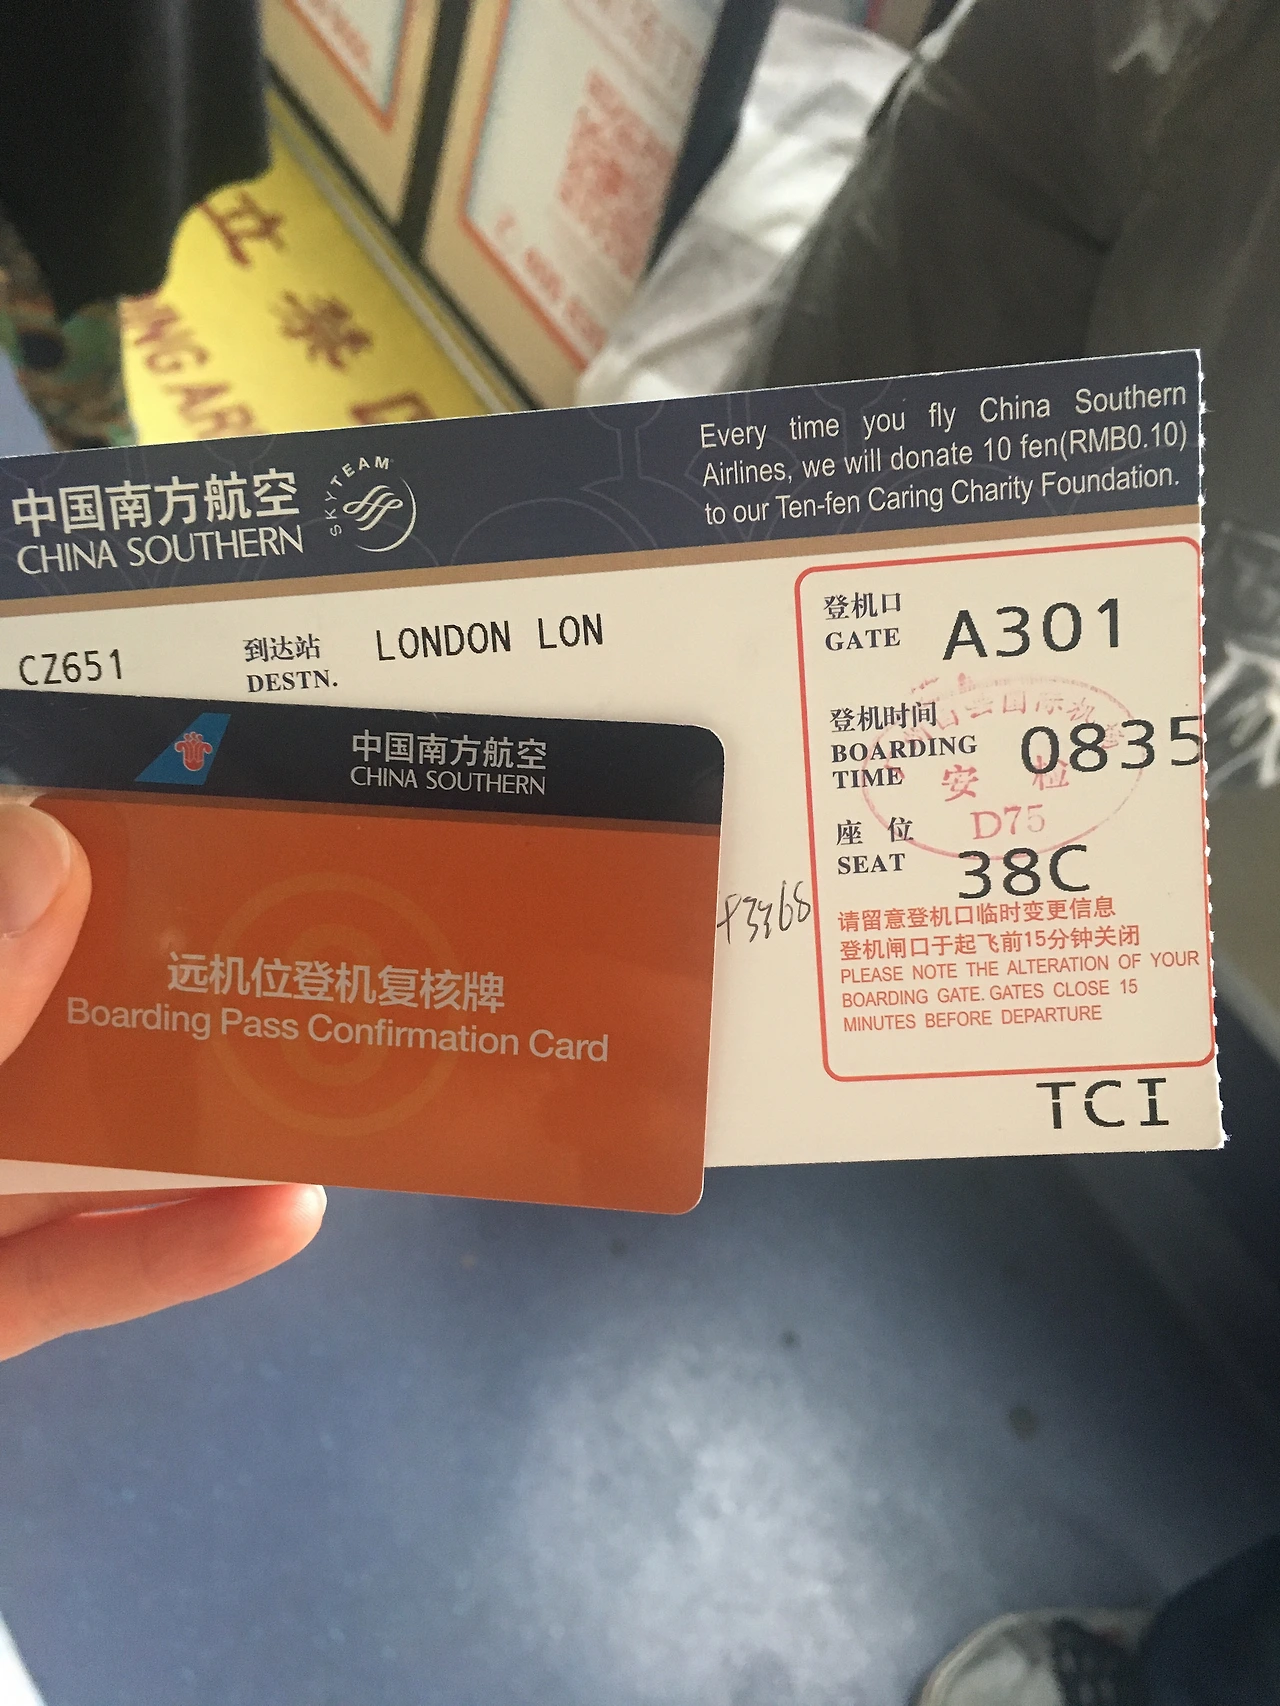 立 禁
NGAR
Every time you fly China Southern
Airlines, we will donate 10 fen(RMB0.10)
to our Ten-fen Caring Charity Foundation.
中国南方航空
CHINA SOUTHERN
SKYTEAM
CZ651
到达站
DESTN.
LONDON LON
登机口
GATE
A301
登机时间
BOARDING
TIME
0835
国际机
安 检
D75
座 位
SEAT
38C
请留意登机口临时变更信息
登机闸口于起飞前15分钟关闭
PLEASE NOTE THE ALTERATION OF YOUR
BOARDING GATE. GATES CLOSE 15
MINUTES BEFORE DEPARTURE
TCI
中国南方航空
CHINA SOUTHERN
远机位登机复核牌
Boarding Pass Confirmation Card